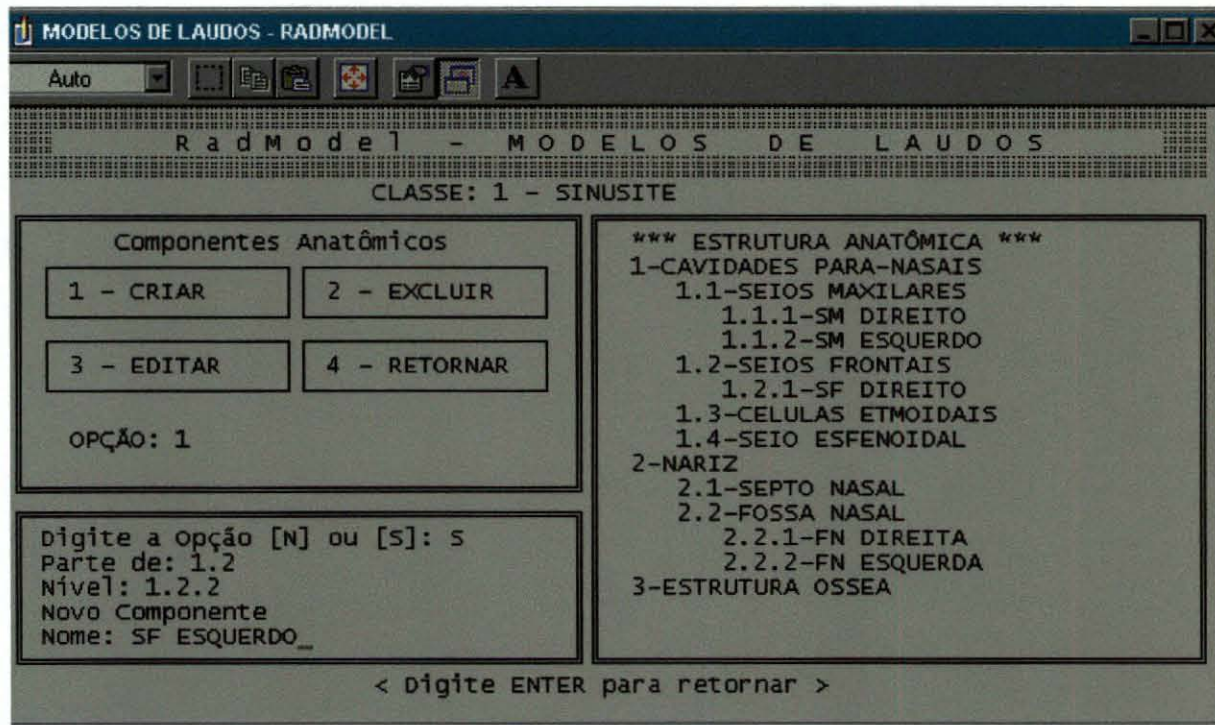 MODELOS DE LAUDOS - RADMODEL
Auto
A
RadModel - MODELOS DE LAUDOS
CLASSE: 1 - SINUSITE
Componentes Anatômicos
1 - CRIAR
2 - EXCLUIR
3 - EDITAR
4 - RETORNAR
OPÇÃO: 1
Digite a Opção [N] ou [S]: S
Parte de: 1.2
Nível: 1.2.2
Novo Componente
Nome: SF ESQUERDO_
*** ESTRUTURA ANATÔMICA ***
1-CAVIDADES PARA-NASAIS
1.1-SEIOS MAXILARES
1.1.1-SM DIREITO
1.1.2-SM ESQUERDO
1.2-SEIOS FRONTAIS
1.2.1-SF DIREITO
1.3-CELULAS ETMOIDAIS
1.4-SEIO ESFENOIDAL
2-NARIZ
2.1-SEPTO NASAL
2.2-FOSSA NASAL
2.2.1-FN DIREITA
2.2.2-FN ESQUERDA
3-ESTRUTURA OSSEA
< Digite ENTER para retornar >